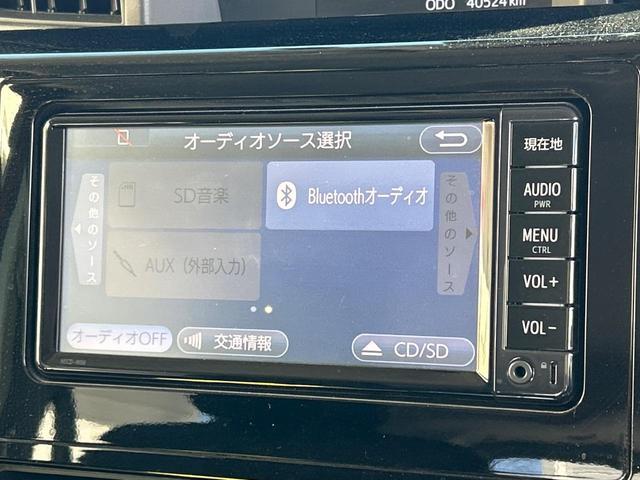 ODO 40524 km
オーディオソース選択
現在地
その他のソース
SD音楽
Bluetoothオーディオ
その他のソース
AUDIO
PWR
MENU
CTRL
AUX (外部入力)
VOL+
オーディオOFF
交通情報
CD/SD
VOL-